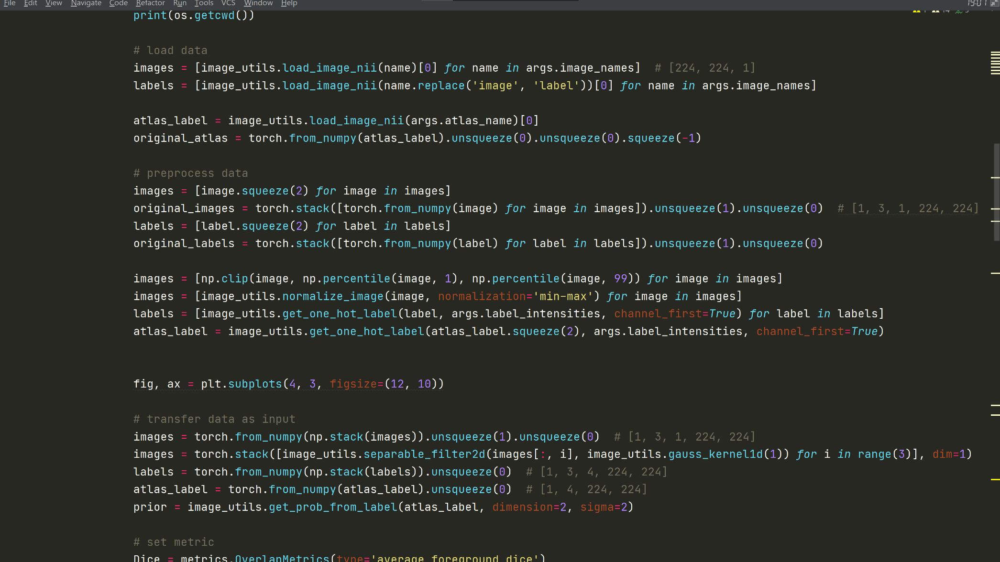 File Edit View Navigate Code Refactor Run Tools VCS Window Help 19:01
print(os.getcwd())
# load data
images = [image_utils.load_image_nii(name)[0] for name in args.image_names]  # [224, 224, 1]
labels = [image_utils.load_image_nii(name.replace('image', 'label'))[0] for name in args.image_names]
atlas_label = image_utils.load_image_nii(args.atlas_name)[0]
original_atlas = torch.from_numpy(atlas_label).unsqueeze(0).unsqueeze(0).squeeze(-1)
# preprocess data
images = [image.squeeze(2) for image in images]
original_images = torch.stack([torch.from_numpy(image) for image in images]).unsqueeze(1).unsqueeze(0)  # [1, 3, 1, 224, 224]
labels = [label.squeeze(2) for label in labels]
original_labels = torch.stack([torch.from_numpy(label) for label in labels]).unsqueeze(1).unsqueeze(0)
images = [np.clip(image, np.percentile(image, 1), np.percentile(image, 99)) for image in images]
images = [image_utils.normalize_image(image, normalization='min-max') for image in images]
labels = [image_utils.get_one_hot_label(label, args.label_intensities, channel_first=True) for label in labels]
atlas_label = image_utils.get_one_hot_label(atlas_label.squeeze(2), args.label_intensities, channel_first=True)
fig, ax = plt.subplots(4, 3, figsize=(12, 10))
# transfer data as input
images = torch.from_numpy(np.stack(images)).unsqueeze(1).unsqueeze(0)  # [1, 3, 1, 224, 224]
images = torch.stack([image_utils.separable_filter2d(images[:, i], image_utils.gauss_kernel1d(1)) for i in range(3)], dim=1)
labels = torch.from_numpy(np.stack(labels)).unsqueeze(0)  # [1, 3, 4, 224, 224]
atlas_label = torch.from_numpy(atlas_label).unsqueeze(0)  # [1, 4, 224, 224]
prior = image_utils.get_prob_from_label(atlas_label, dimension=2, sigma=2)
# set metric
Dice = metrics.OverlapMetrics(type='average_foreground_dice')